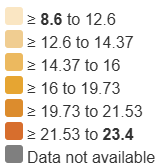 ≥ 8.6 to 12.6
≥ 12.6 to 14.37
≥ 14.37 to 16
≥ 16 to 19.73
≥ 19.73 to 21.53
≥ 21.53 to 23.4
Data not available